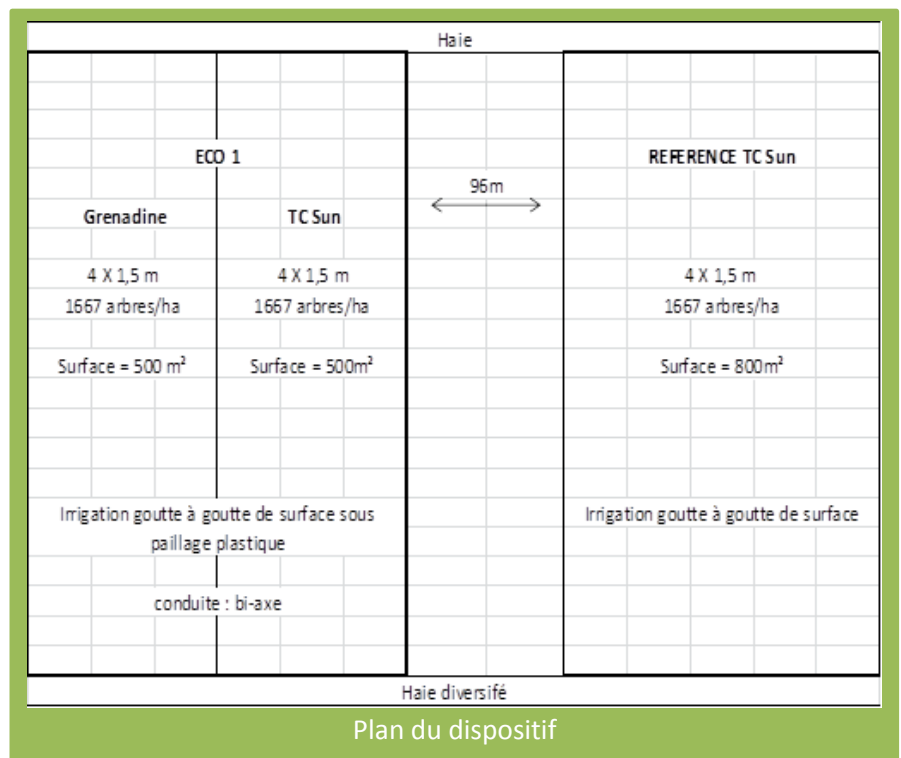 Haie
ECO 1
Grenadine
TC Sun
4 X 1,5 m
4 X 1,5 m
1667 arbres/ha
1667 arbres/ha
Surface = 500 m²
Surface = 500m²
Irrigation goutte à goutte de surface sous
paillage plastique
conduite : bi-axe
96m
REFERENCE TC Sun
4 X 1,5 m
1667 arbres/ha
Surface = 800m²
Irrigation goutte à goutte de surface
Haie diversifé
Plan du dispositif